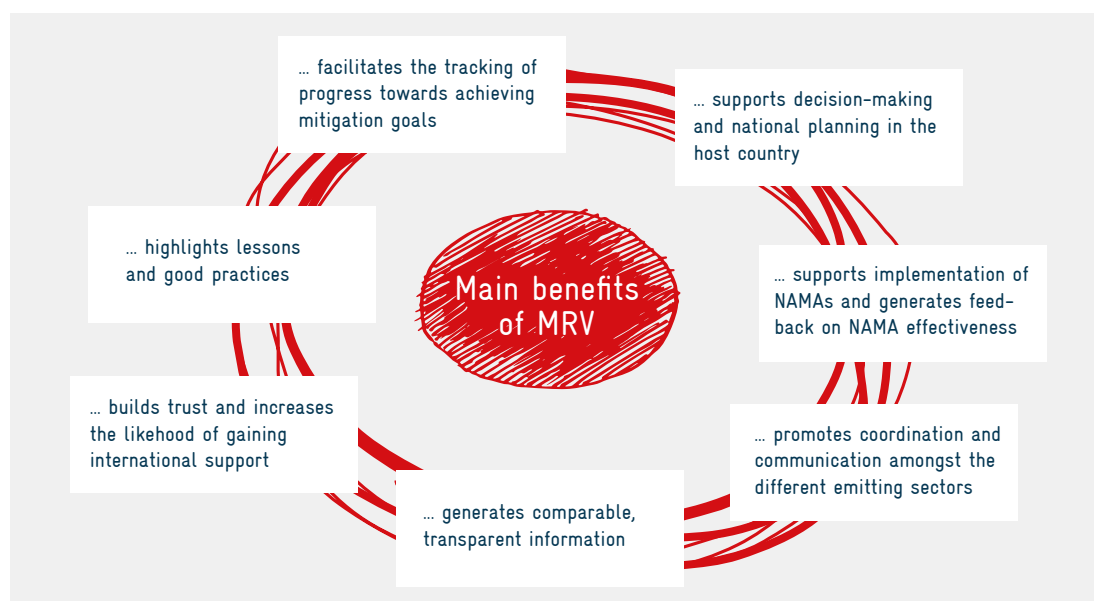 … facilitates the tracking of
progress towards achieving
mitigation goals
… supports decision-making
and national planning in the
host country
… highlights lessons
and good practices
Main benefits
of MRV
… supports implementation of
NAMAs and generates feed-
back on NAMA effectiveness
… builds trust and increases
the likehood of gaining
international support
… promotes coordination and
communication amongst the
different emitting sectors
… generates comparable,
transparent information